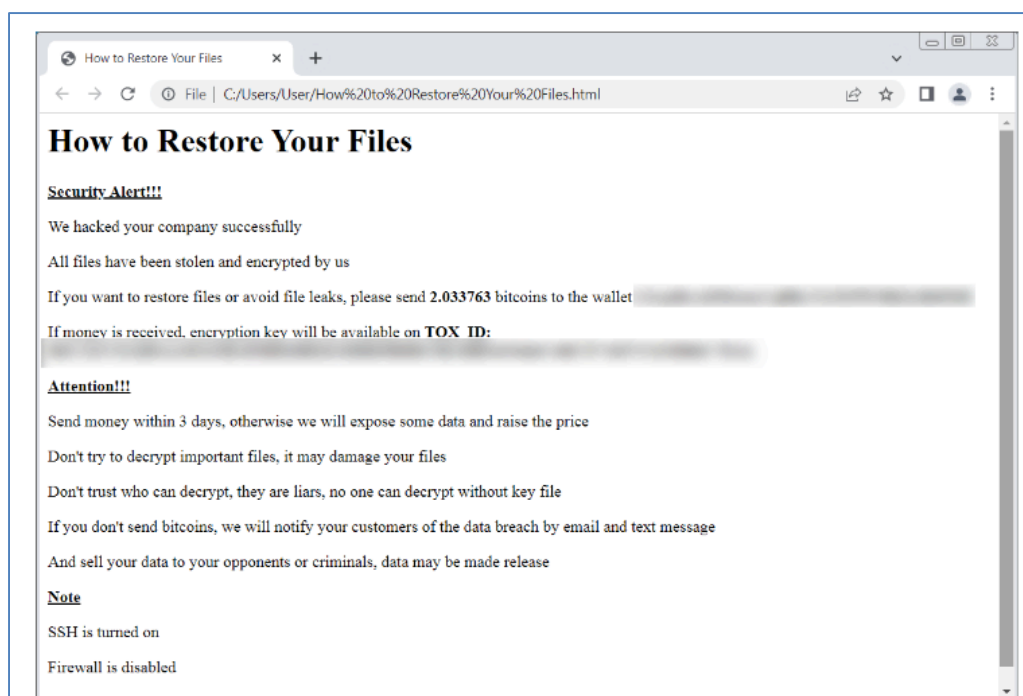 How to Restore Your Files
File | C:/Users/User/How%20to%20Restore%20Your%20Files.html
How to Restore Your Files
Security Alert!!!
We hacked your company successfully
All files have been stolen and encrypted by us
If you want to restore files or avoid file leaks, please send 2.033763 bitcoins to the wallet
If money is received, encryption key will be available on TOX_ID:
Attention!!!
Send money within 3 days, otherwise we will expose some data and raise the price
Don't try to decrypt important files, it may damage your files
Don't trust who can decrypt, they are liars, no one can decrypt without key file
If you don't send bitcoins, we will notify your customers of the data breach by email and text message
And sell your data to your opponents or criminals, data may be made release
Note
SSH is turned on
Firewall is disabled